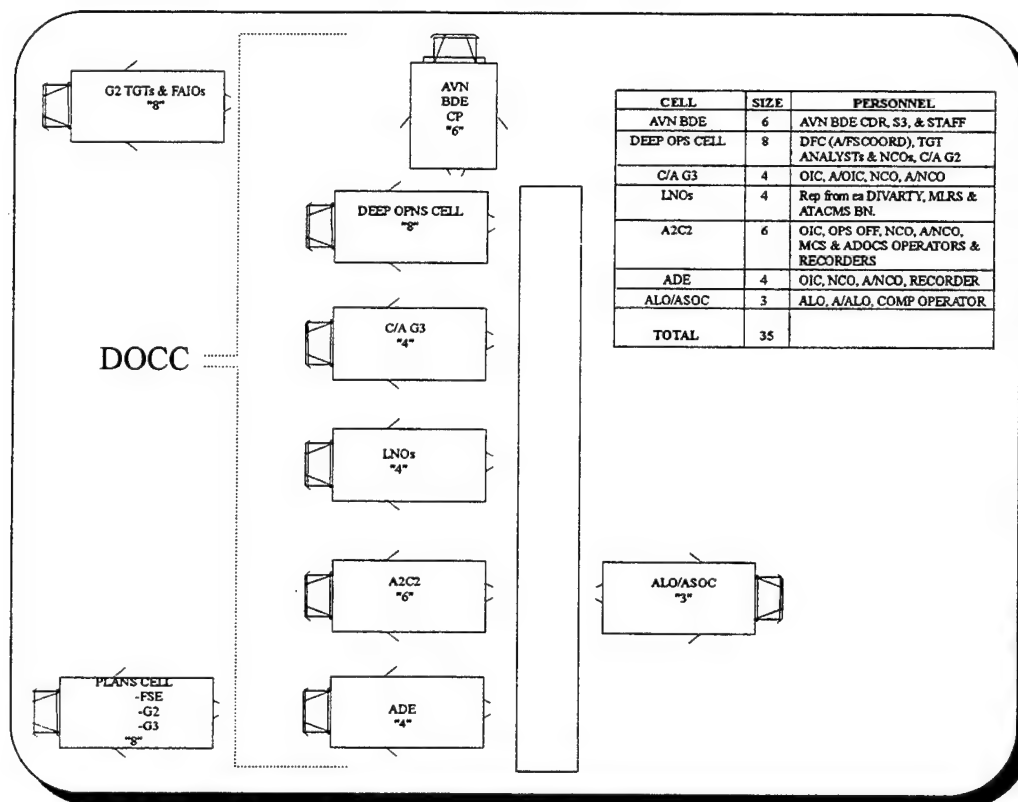 G2 TGTs & FAIOs
"8"
AVN
BDE
CP
"6"
DEEP OPNS CELL
"8"
C/A G3
"4"
DOCC
LNOs
"4"
A2C2
"6"
ALO/ASOC
"3"
PLANS CELL
-FSE
-G2
-G3
"8"
ADE
"4"
CELL SIZE PERSONNEL
AVN BDE 6 AVN BDE CDR, S3, & STAFF
DEEP OPS CELL 8 DFC (A/FSCOORD), TGT
ANALYSTs & NCOs, C/A G2
C/A G3 4 OIC, A/OIC, NCO, A/NCO
LNOs 4 Rep from ea DIVARTY, MLRS &
ATACMS BN.
A2C2 6 OIC, OPS OFF, NCO, A/NCO,
MCS & ADOCS OPERATORS &
RECORDERS
ADE 4 OIC, NCO, A/NCO, RECORDER
ALO/ASOC 3 ALO, A/ALO, COMP OPERATOR
TOTAL 35